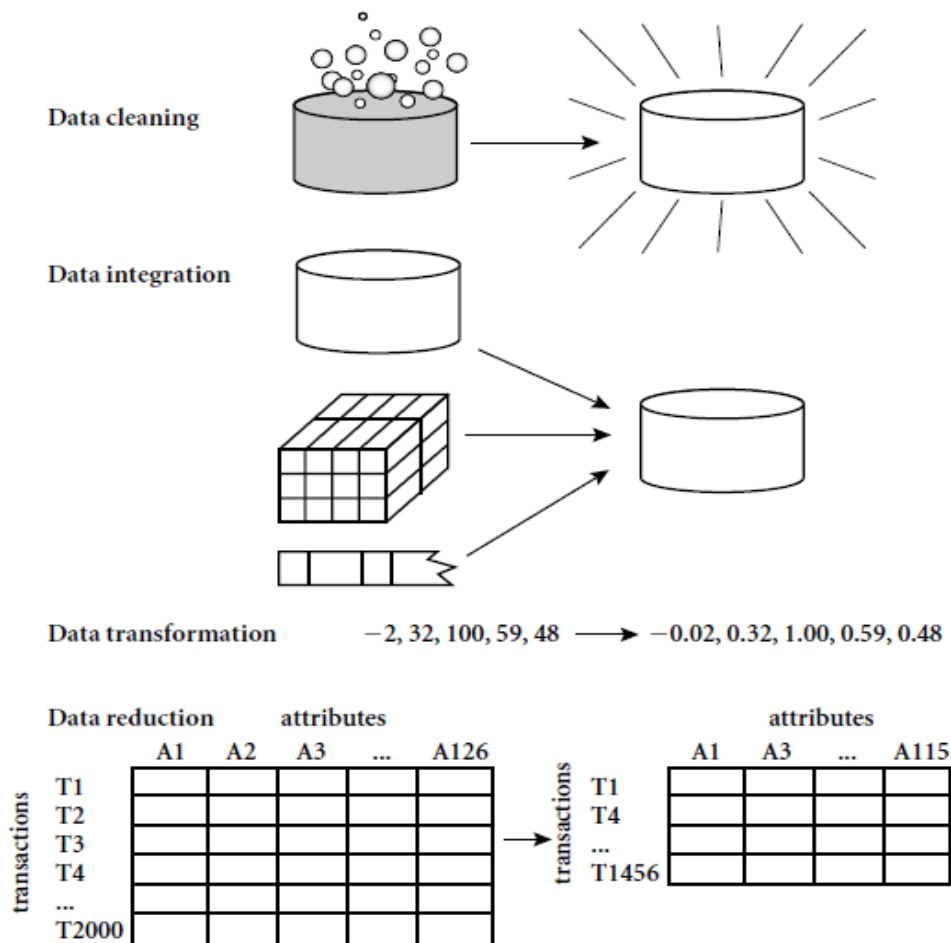 Data cleaning
Data integration
Data transformation −2, 32, 100, 59, 48 −0.02, 0.32, 1.00, 0.59, 0.48
Data reduction attributes
A1 A2 A3 ... A126
transactions
T1
T2
T3
T4
...
T2000
attributes
A1 A3 ... A115
transactions
T1
T4
...
T1456